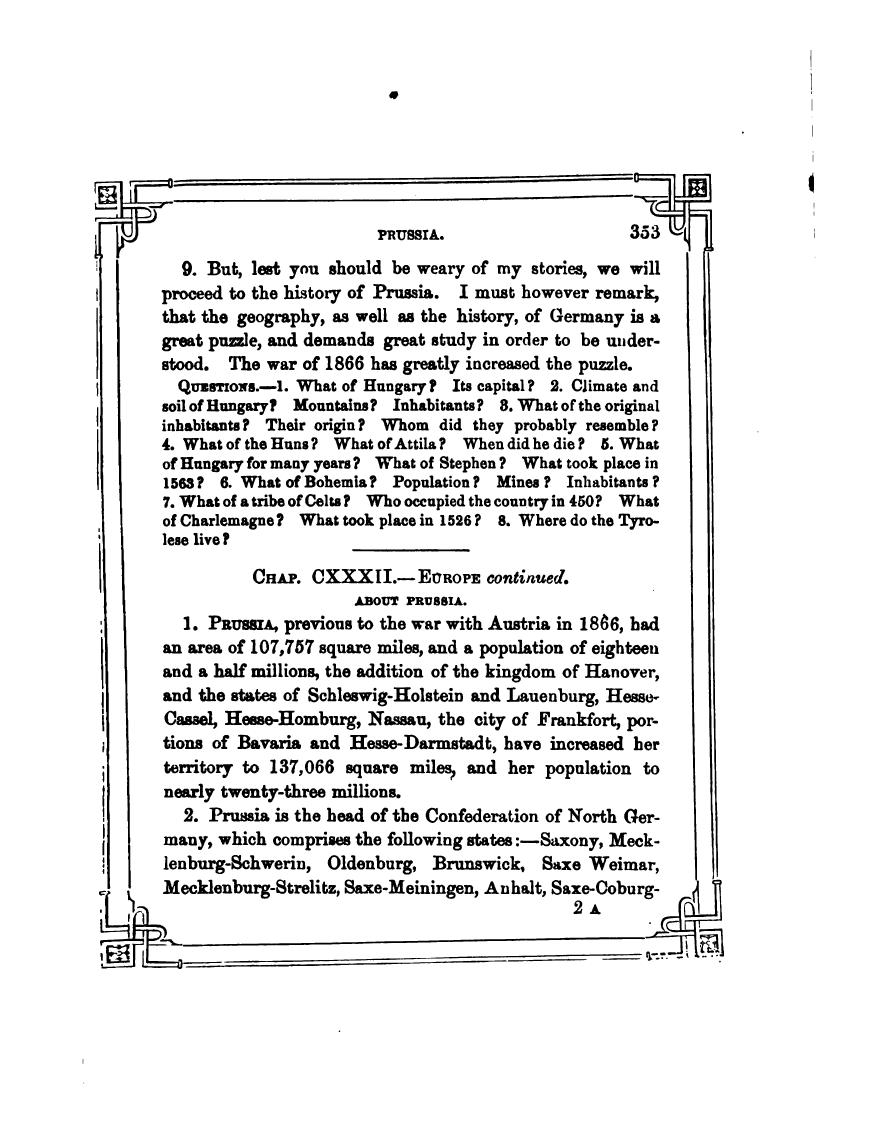 PRUSSIA. 353
9. But, lest you should be weary of my stories, we will
proceed to the history of Prussia. I must however remark,
that the geography, as well as the history, of Germany is a
great puzzle, and demands great study in order to be under-
stood. The war of 1866 has greatly increased the puzzle.
QUESTIONS.—1. What of Hungary? Its capital? 2. Climate and
soil of Hungary? Mountains? Inhabitants? 3. What of the original
inhabitants? Their origin? Whom did they probably resemble?
4. What of the Huns? What of Attila? When did he die? 5. What
of Hungary for many years? What of Stephen? What took place in
1563? 6. What of Bohemia? Population? Mines? Inhabitants?
7. What of a tribe of Celts? Who occupied the country in 450? What
of Charlemagne? What took place in 1526? 8. Where do the Tyro-
lese live?
CHAP. CXXXII.—EUROPE continued.
ABOUT PRUSSIA.
1. PRUSSIA, previous to the war with Austria in 1866, had
an area of 107,757 square miles, and a population of eighteen
and a half millions, the addition of the kingdom of Hanover,
and the states of Schleswig-Holstein and Lauenburg, Hesse-
Cassel, Hesse-Homburg, Nassau, the city of Frankfort, por-
tions of Bavaria and Hesse-Darmstadt, have increased her
territory to 137,066 square miles, and her population to
nearly twenty-three millions.
2. Prussia is the head of the Confederation of North Ger-
many, which comprises the following states:—Saxony, Meck-
lenburg-Schwerin, Oldenburg, Brunswick, Saxe Weimar,
Mecklenburg-Strelitz, Saxe-Meiningen, Anhalt, Saxe-Coburg-
2 A